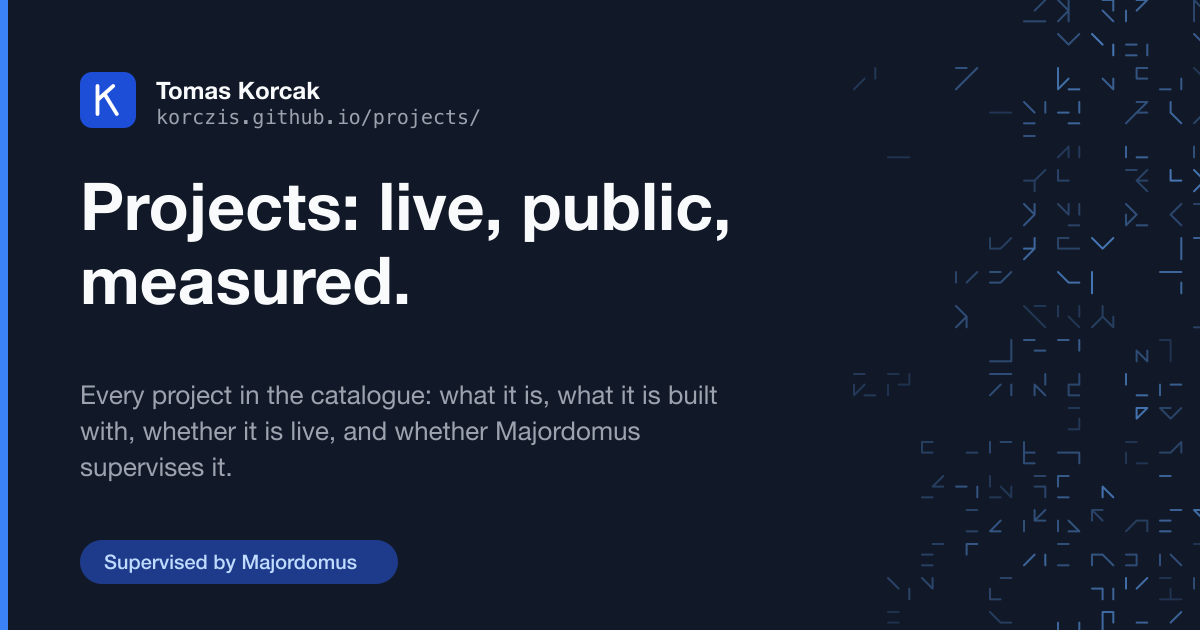 K
Tomas Korcak
korczis.github.io/projects/
Projects: live, public,
measured.
Every project in the catalogue: what it is, what it is built
with, whether it is live, and whether Majordomus
supervises it.
Supervised by Majordomus